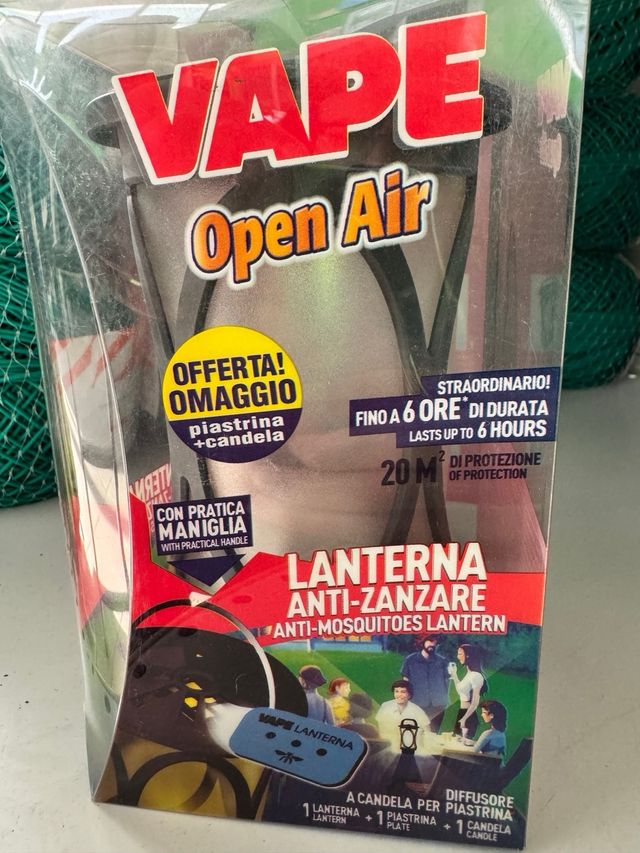 VAPE
Open Air
OFFERTA!
OMAGGIO
piastrina
+candela
STRAORDINARIO!
FINO A 6 ORE* DI DURATA
LASTS UP TO 6 HOURS
20 M² DI PROTEZIONE
OF PROTECTION
CON PRATICA
MANIGLIA
WITH PRACTICAL HANDLE
LANTERNA
ANTI-ZANZARE
ANTI-MOSQUITOES LANTERN
VAPE LANTERNA
A CANDELA PER DIFFUSORE PIASTRINA
1 LANTERNA + 1 PIASTRINA + 1 CANDELA
LANTERN PLATE CANDLE